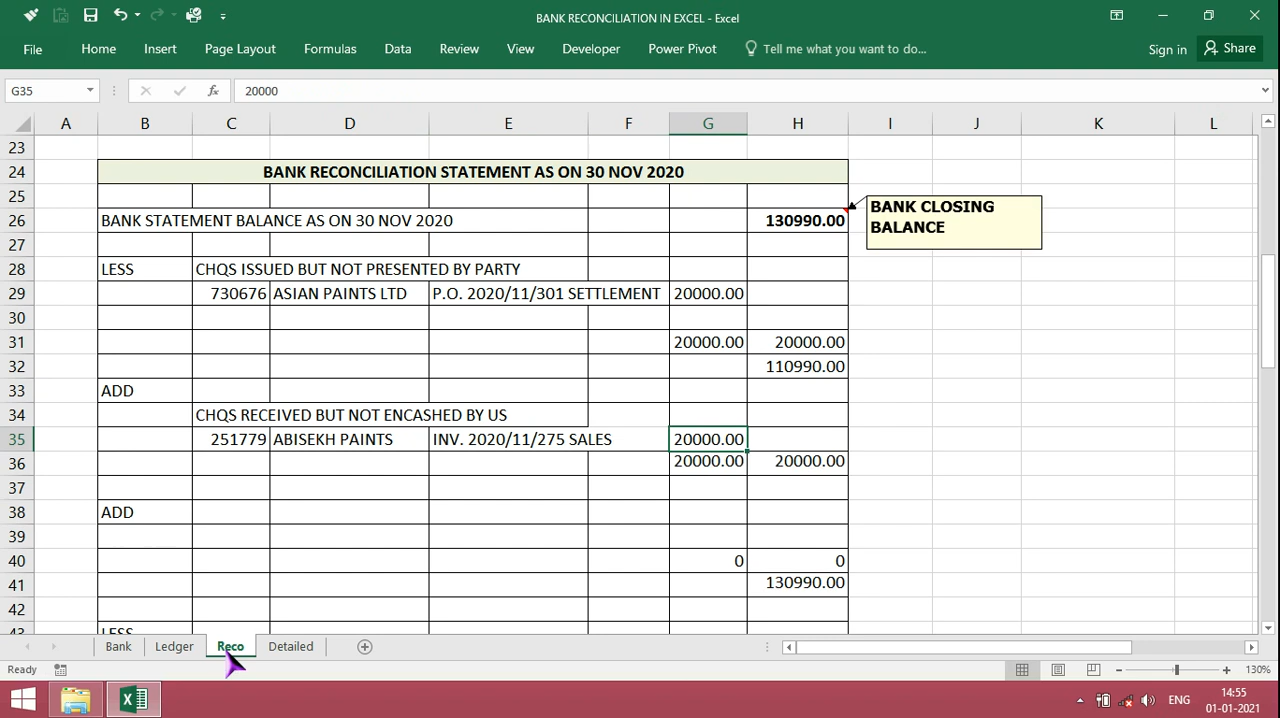 BANK RECONCILIATION IN EXCEL - Excel
File Home Insert Page Layout Formulas Data Review View Developer Power Pivot Tell me what you want to do... Sign in Share
G35 fx 20000
A B C D E F G H I J K L
23
24 BANK RECONCILIATION STATEMENT AS ON 30 NOV 2020
25
26 BANK STATEMENT BALANCE AS ON 30 NOV 2020 130990.00
BANK CLOSING
BALANCE
27
28 LESS CHQS ISSUED BUT NOT PRESENTED BY PARTY
29 730676 ASIAN PAINTS LTD P.O. 2020/11/301 SETTLEMENT 20000.00
30
31 20000.00 20000.00
32 110990.00
33 ADD
34 CHQS RECEIVED BUT NOT ENCASHED BY US
35 251779 ABISEKH PAINTS INV. 2020/11/275 SALES 20000.00
36 20000.00 20000.00
37
38 ADD
39
40 0 0
41 130990.00
42
43 LESS
Bank Ledger Reco Detailed
Ready 130%
ENG 14:55
01-01-2021